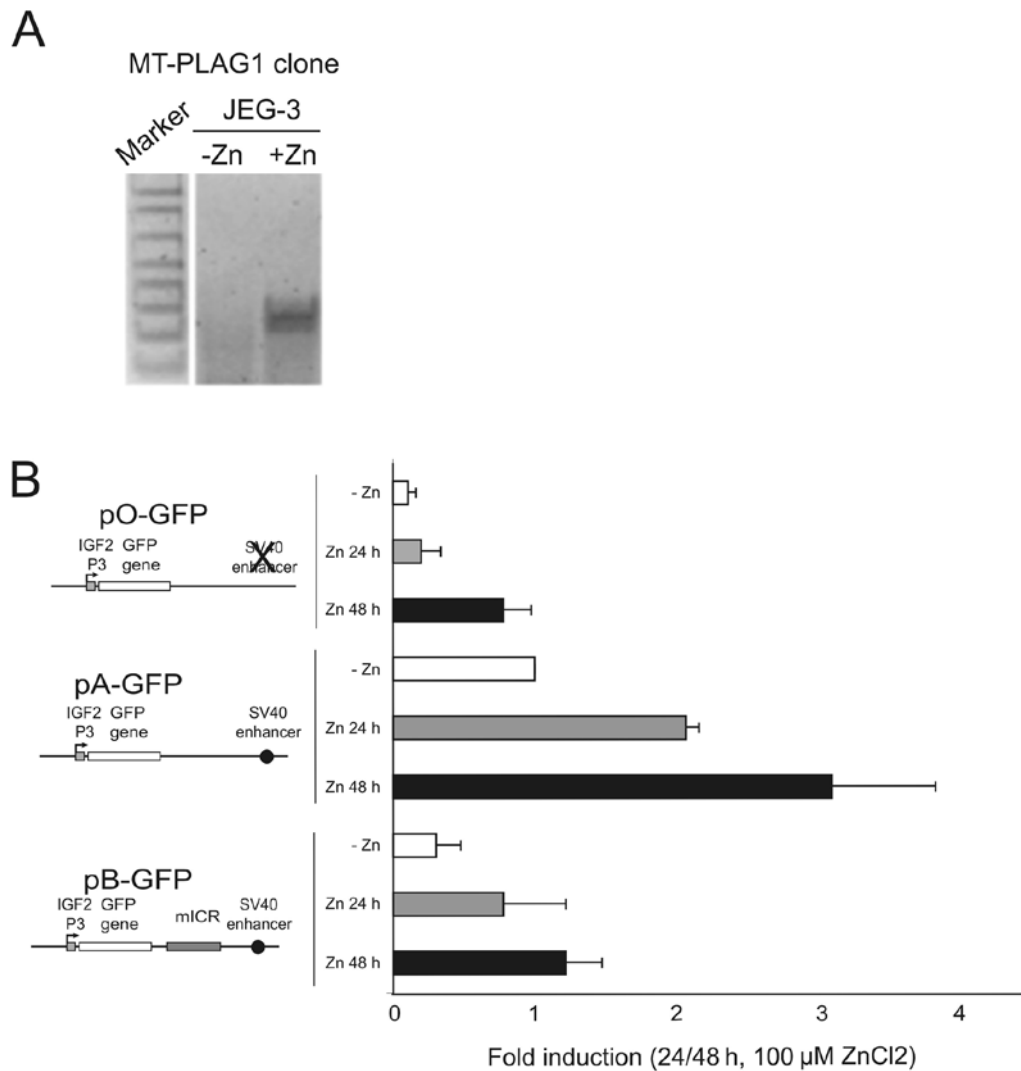 A
MT-PLAG1 clone
JEG-3
Marker
-Zn +Zn
B
pO-GFP
IGF2 GFP SV40
P3 gene enhancer
- Zn
Zn 24 h
Zn 48 h
pA-GFP
IGF2 GFP SV40
P3 gene enhancer
- Zn
Zn 24 h
Zn 48 h
pB-GFP
IGF2 GFP mICR SV40
P3 gene enhancer
- Zn
Zn 24 h
Zn 48 h
0 1 2 3 4
Fold induction (24/48 h, 100 µM ZnCl2)